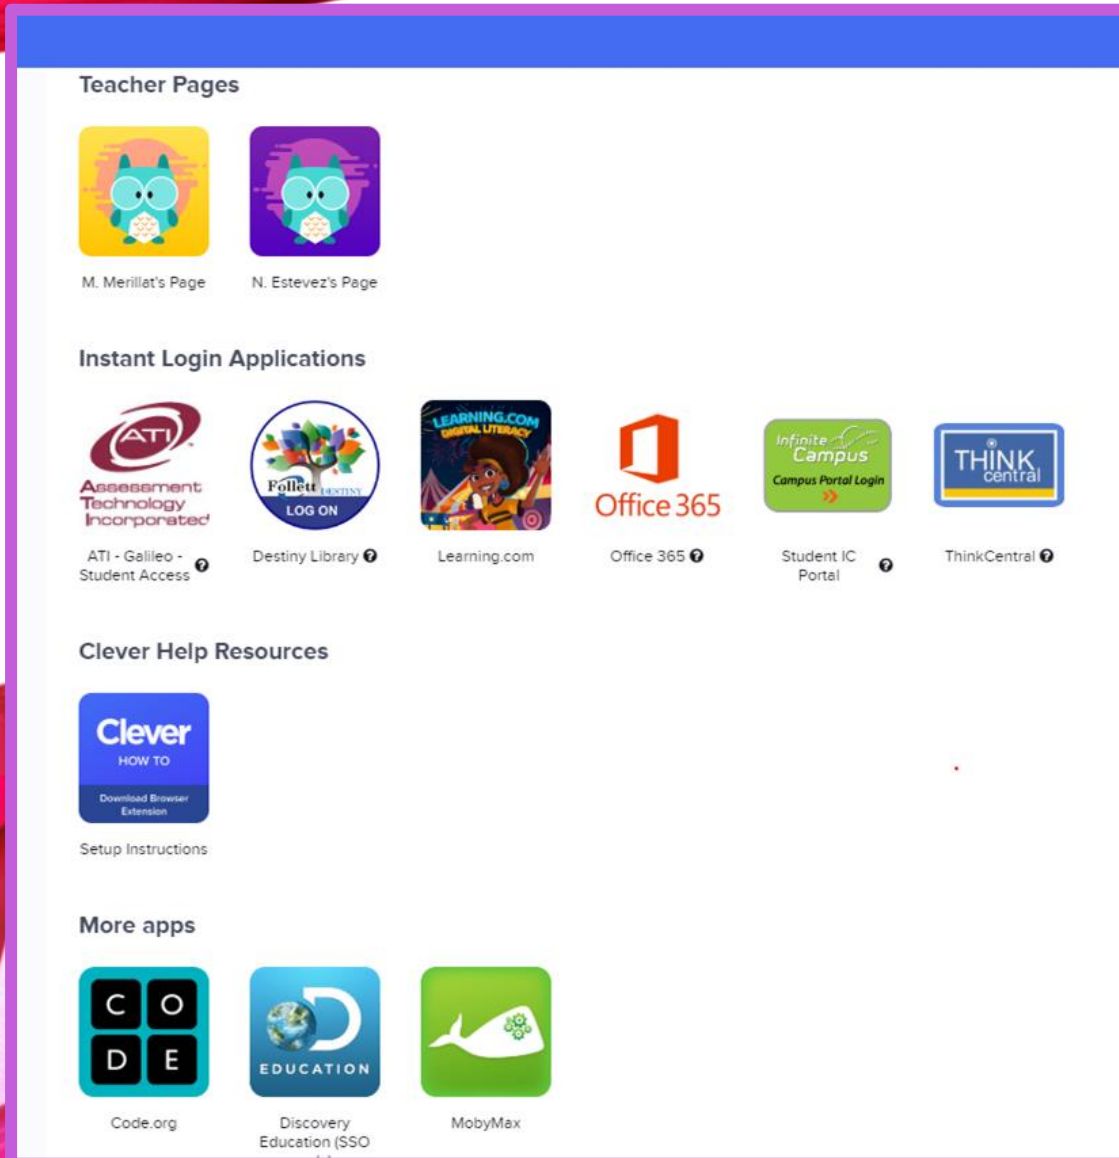 Teacher Pages
M. Merillat's Page
N. Estevez's Page
Instant Login Applications
ATI
Assessment
Technology
Incorporated
Follett DESTINY
LOG ON
LEARNING.COM
DIGITAL LITERACY
Office 365
Infinite
Campus
Campus Portal Login
THINK
central
ATI - Galileo -
Student Access
Destiny Library
Learning.com
Office 365
Student IC
Portal
ThinkCentral
Clever Help Resources
Clever
HOW TO
Download Browser
Extension
Setup Instructions
More apps
C O
D E
D
EDUCATION
Code.org
Discovery
Education (SSO
MobyMax